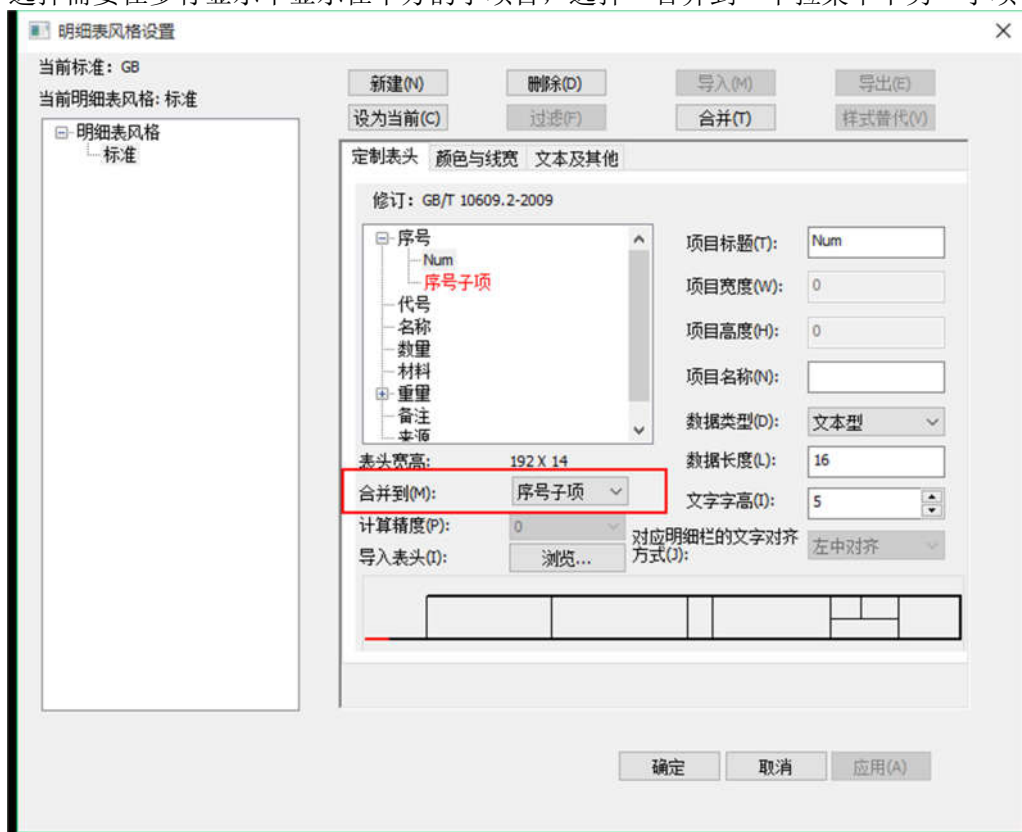 明细表风格设置
当前标准：GB
当前明细表风格: 标准
明细表风格
标准
新建(N) 删除(D) 导入(M) 导出(E)
设为当前(C) 过滤(F) 合并(T) 样式替代(V)
定制表头 颜色与线宽 文本及其他
修订：GB/T 10609.2-2009
序号
Num
序号子项
代号
名称
数量
材料
重量
备注
来源
项目标题(T): Num
项目宽度(W): 0
项目高度(H): 0
项目名称(N):
数据类型(D): 文本型
数据长度(L): 16
文字字高(I): 5
对应明细栏的文字对齐方式(J): 左中对齐
表头宽高: 192 X 14
合并到(M): 序号子项
计算精度(P): 0
导入表头(I): 浏览...
确定 取消 应用(A)